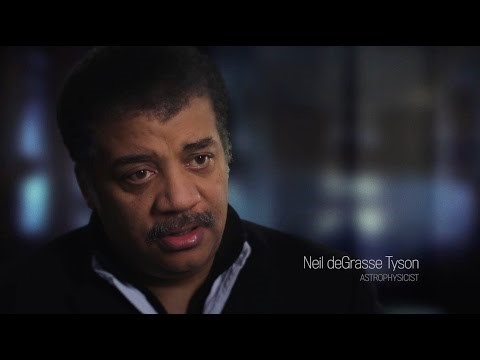 Neil deGrasse Tyson
ASTROPHYSICIST